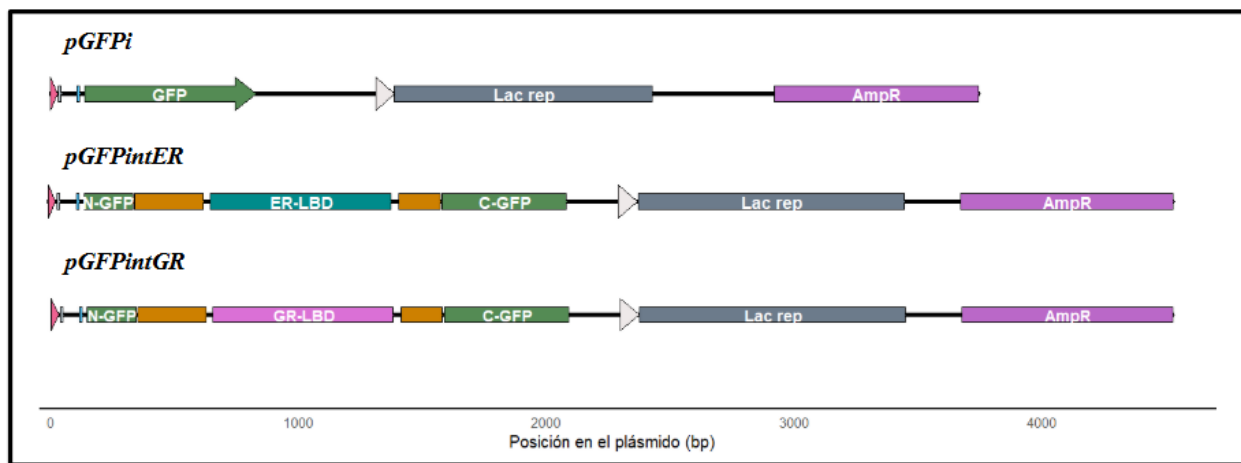 pGFPi
GFP Lac rep AmpR
pGFPintER
N-GFP ER-LBD C-GFP Lac rep AmpR
pGFPintGR
N-GFP GR-LBD C-GFP Lac rep AmpR
0 1000 2000 3000 4000
Posición en el plásmido (bp)